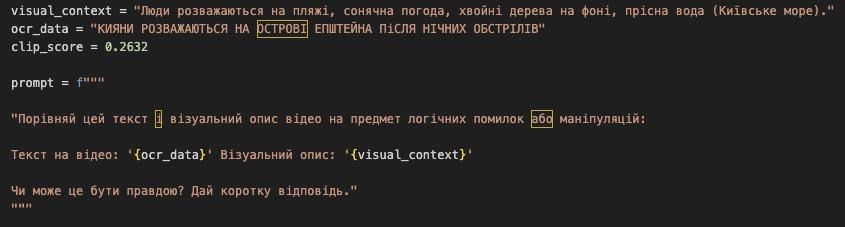 visual_context = "Люди розважаються на пляжі, сонячна погода, хвойні дерева на фоні, прісна вода (Київське море)."
ocr_data = "КИЯНИ РОЗВАЖАЮТЬСЯ НА ОСТРОВІ ЕПШТЕЙНА ПіСЛЯ НІЧНИХ ОБСТРІЛІВ"
clip_score = 0.2632
prompt = f"""
"Порівняй цей текст і візуальний опис відео на предмет логічних помилок або маніпуляцій:
Текст на відео: '{ocr_data}' Візуальний опис: '{visual_context}'
Чи може це бути правдою? Дай коротку відповідь."
"""